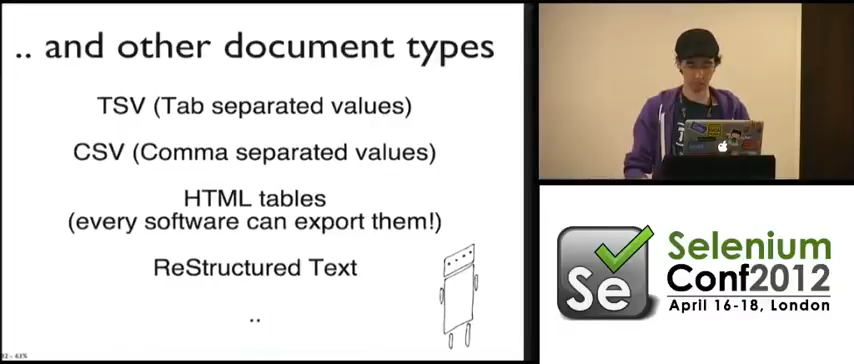 .. and other document types
TSV (Tab separated values)
CSV (Comma separated values)
HTML tables
(every software can export them!)
ReStructured Text
..
Se
Selenium
Conf2012
April 16-18, London